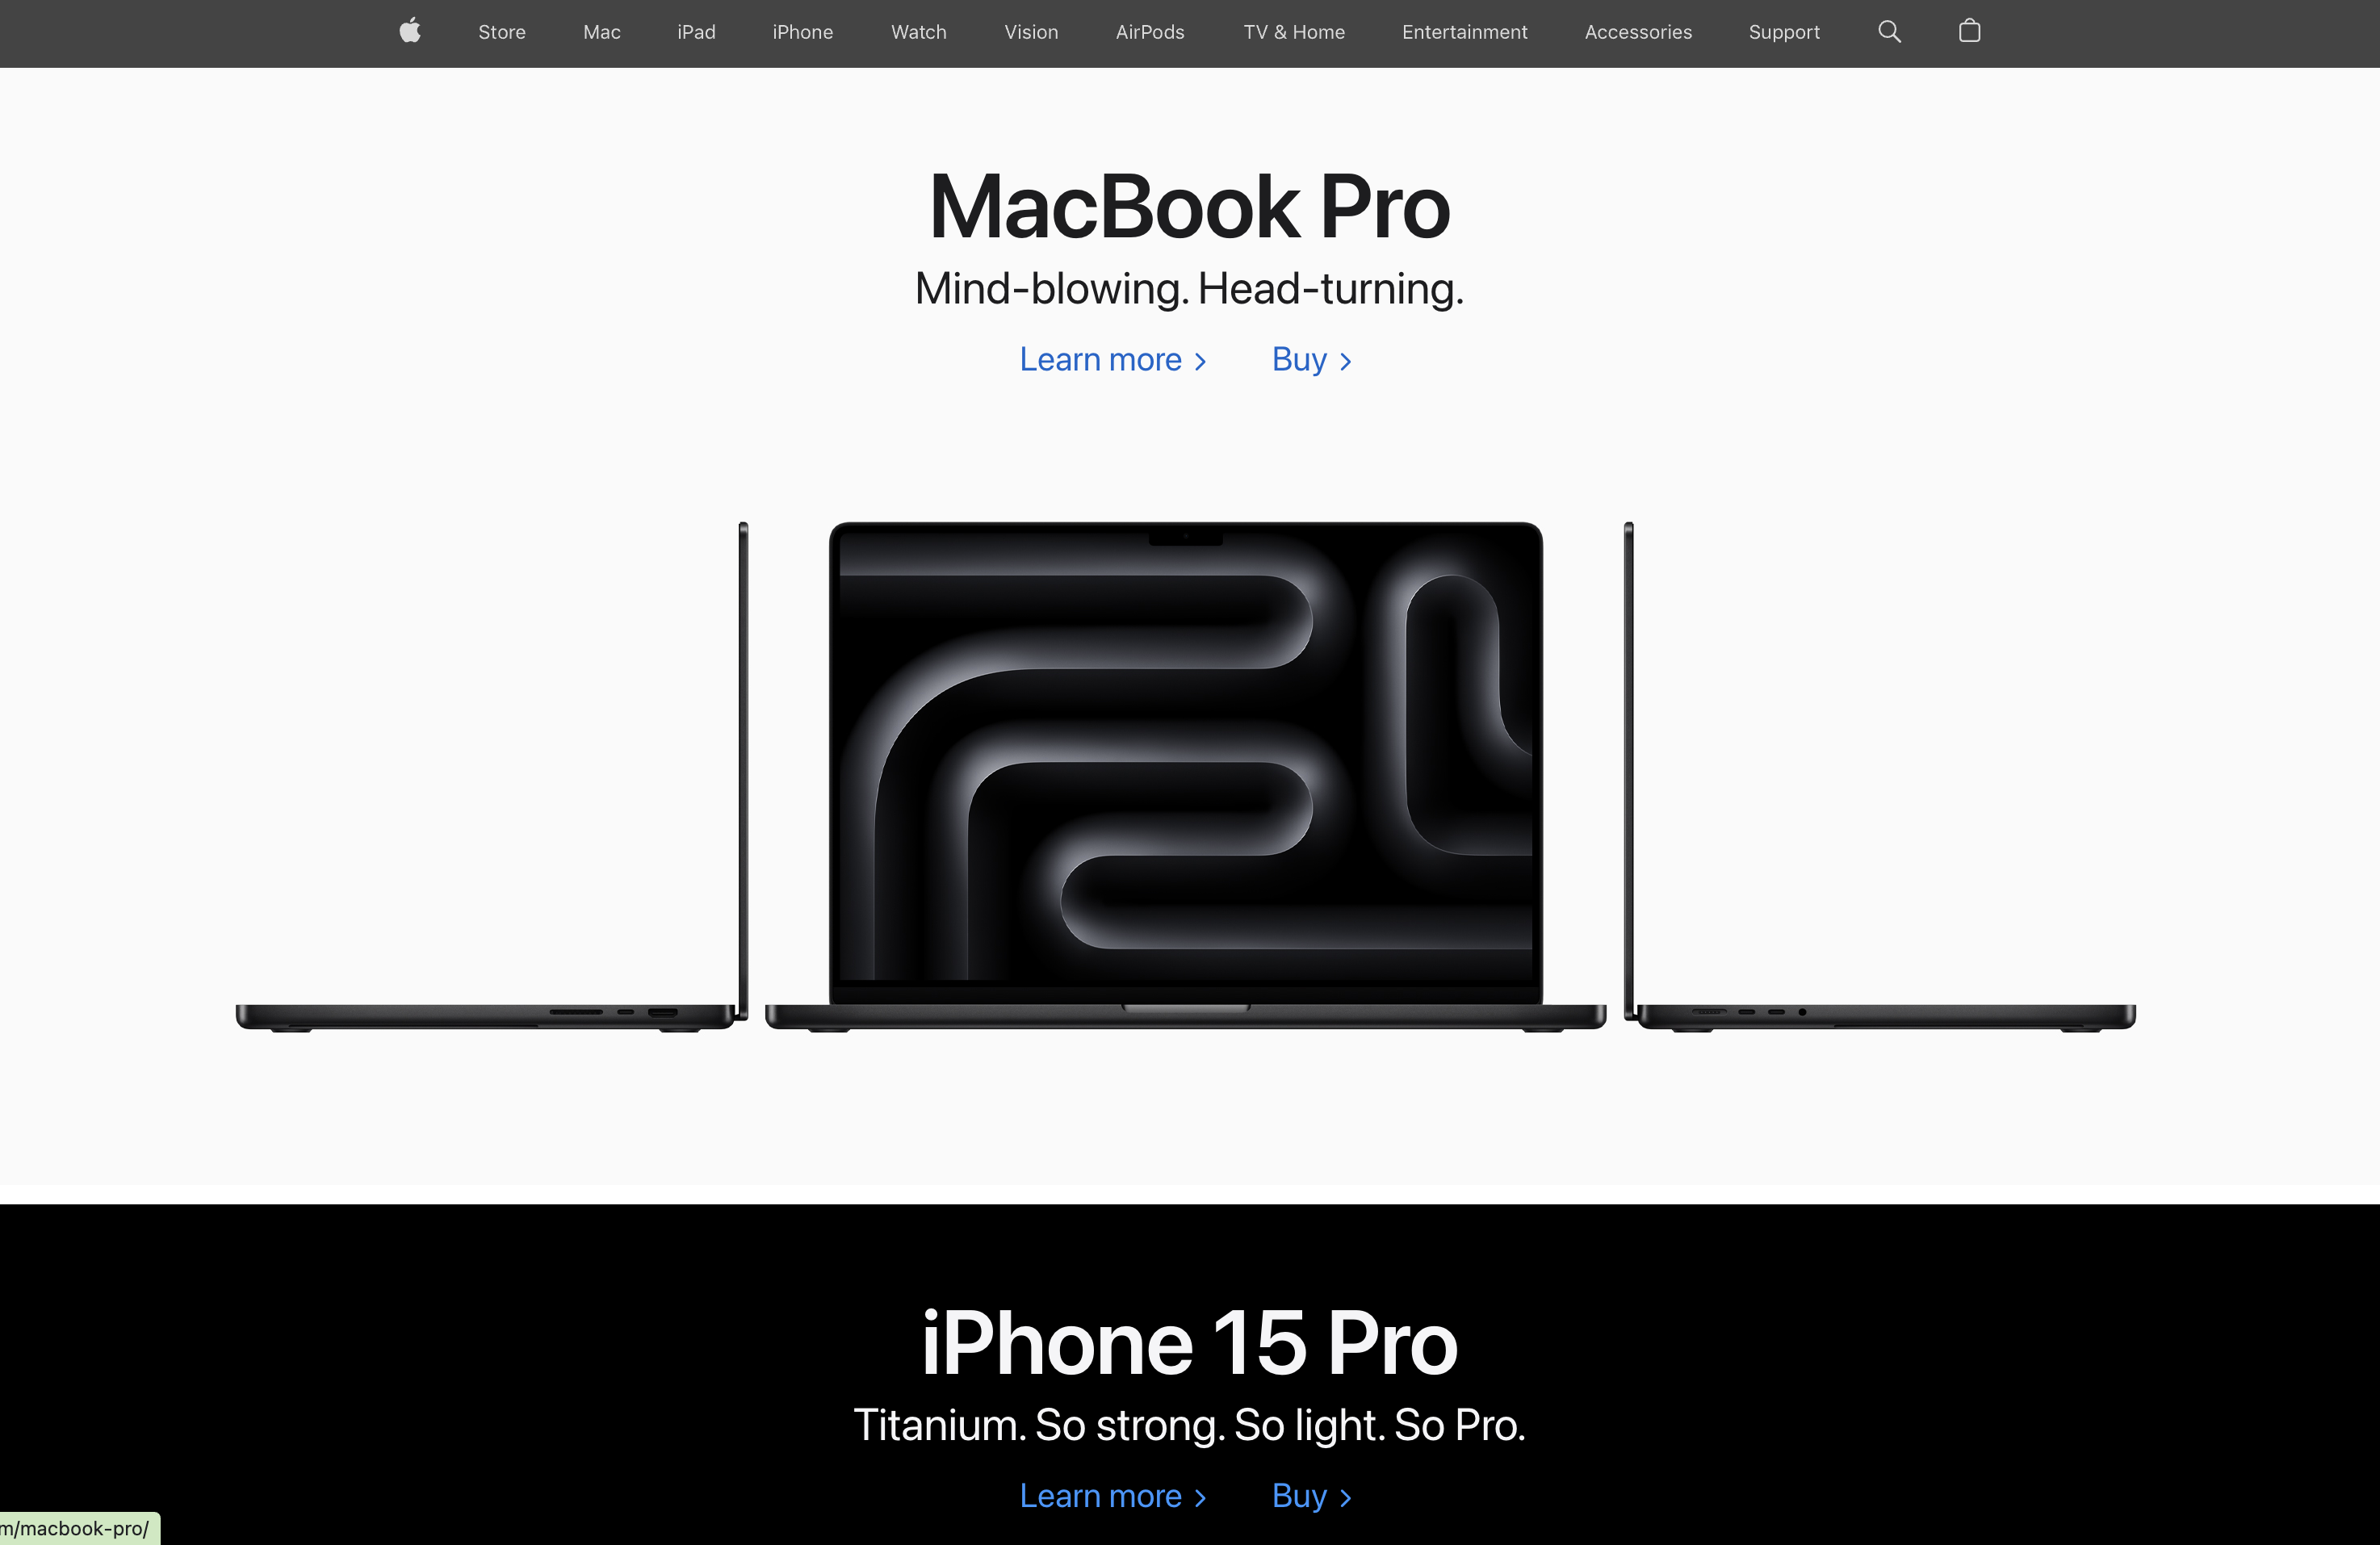 Store Mac iPad iPhone Watch Vision AirPods TV & Home Entertainment Accessories Support
MacBook Pro
Mind-blowing. Head-turning.
Learn more > Buy >
iPhone 15 Pro
Titanium. So strong. So light. So Pro.
Learn more > Buy >
m/macbook-pro/